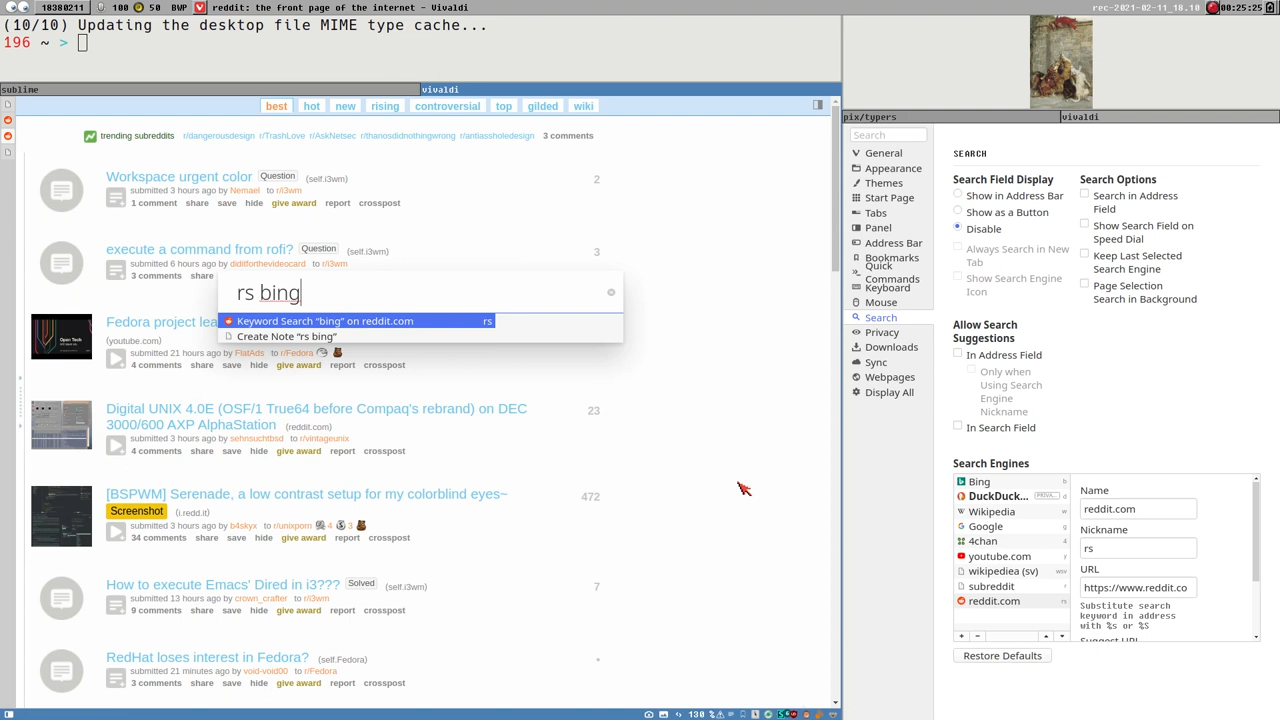 18380211 100 50 BWP reddit: the front page of the internet - Vivaldi rec-2021-02-11_18.10 00:25:25
(10/10) Updating the desktop file MIME type cache...
196 ~ >
sublime vivaldi
best hot new rising controversial top gilded wiki
trending subreddits r/dangerousdesign r/TrashLove r/AskNetsec r/thanosdidnothingwrong r/antiassholedesign 3 comments
Workspace urgent color Question (self.i3wm) 2
submitted 3 hours ago by Nemael to r/i3wm
1 comment share save hide give award report crosspost
execute a command from rofi? Question (self.i3wm) 3
submitted 6 hours ago by diditforthevideocard to r/i3wm
3 comments share
rs bing
Keyword Search “bing” on reddit.com rs
Create Note “rs bing”
Fedora project lea
(youtube.com)
submitted 21 hours ago by FlatAds to r/Fedora
4 comments share save hide give award report crosspost
Digital UNIX 4.0E (OSF/1 True64 before Compaq's rebrand) on DEC 23
3000/600 AXP AlphaStation (reddit.com)
submitted 3 hours ago by sehnsuchtbsd to r/vintageunix
4 comments share save hide give award report crosspost
[BSPWM] Serenade, a low contrast setup for my colorblind eyes~ 472
Screenshot (i.redd.it)
submitted 3 hours ago by b4skyx to r/unixporn 4 3
34 comments share save hide give award report crosspost
How to execute Emacs' Dired in i3??? Solved (self.i3wm) 7
submitted 13 hours ago by crown_crafter to r/i3wm
9 comments share save hide give award report crosspost
RedHat loses interest in Fedora? (self.Fedora) •
submitted 21 minutes ago by void-void00 to r/Fedora
3 comments share save hide give award report crosspost
130 %
pix/typers vivaldi
Search
General
Appearance
Themes
Start Page
Tabs
Panel
Address Bar
Bookmarks
Quick
Commands
Keyboard
Mouse
Search
Privacy
Downloads
Sync
Webpages
Display All
SEARCH
Search Field Display
Show in Address Bar
Show as a Button
Disable
Always Search in New
Tab
Show Search Engine
Icon
Search Options
Search in Address
Field
Show Search Field on
Speed Dial
Keep Last Selected
Search Engine
Page Selection
Search in Background
Allow Search
Suggestions
In Address Field
Only when
Using Search
Engine
Nickname
In Search Field
Search Engines
Bing b
DuckDuck... PRIVA... d
Wikipedia w
Google g
4chan 4
youtube.com y
wikipediea (sv) wsv
subreddit r
reddit.com rs
+ −
Name
reddit.com
Nickname
rs
URL
https://www.reddit.co
Substitute search
keyword in address
with %s or %S
Restore Defaults